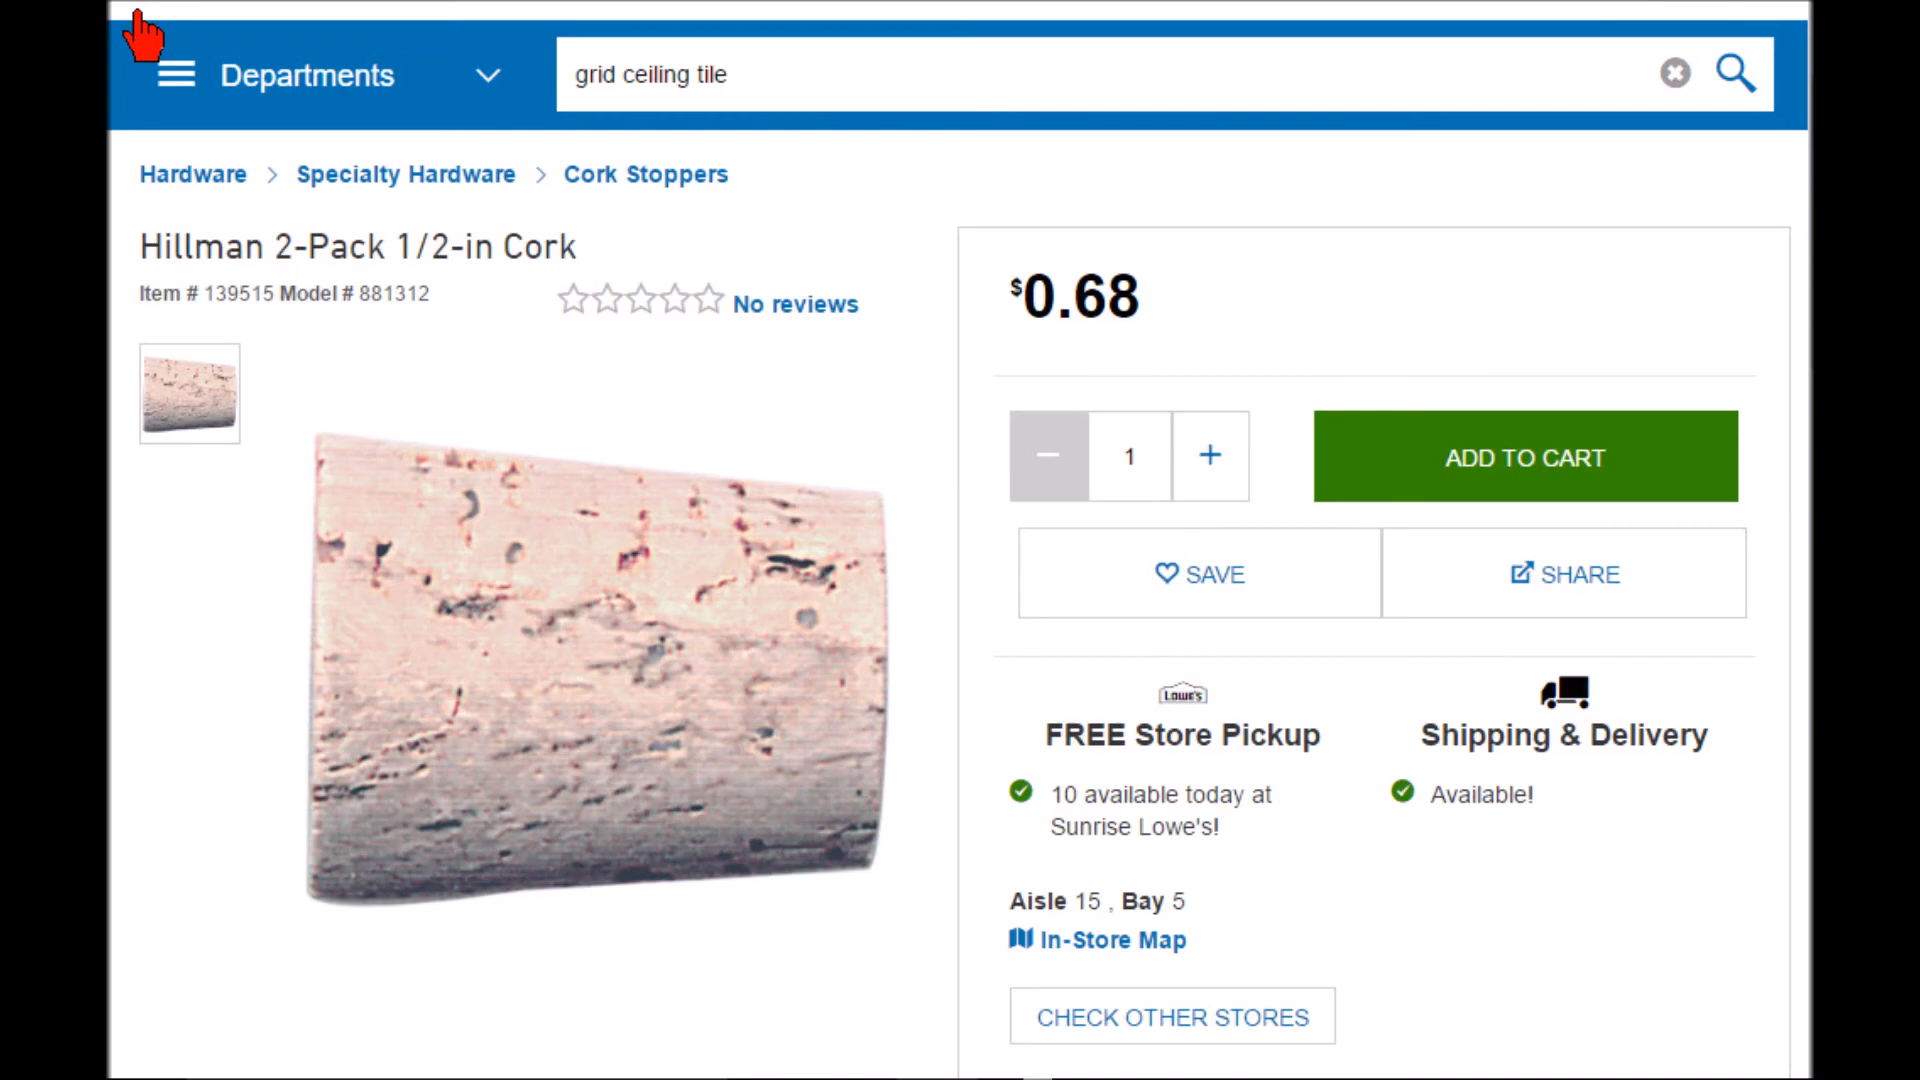 Departments
grid ceiling tile
Hardware > Specialty Hardware > Cork Stoppers
Hillman 2-Pack 1/2-in Cork
Item # 139515 Model # 881312
No reviews
$0.68
1
ADD TO CART
SAVE
SHARE
LOWE'S
FREE Store Pickup
Shipping & Delivery
10 available today at
Sunrise Lowe's!
Available!
Aisle 15 , Bay 5
In-Store Map
CHECK OTHER STORES